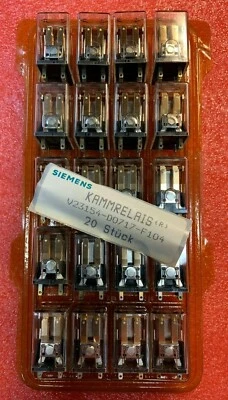 SIEMENS
KAMMRELAIS (R)
V23154-D0717-F104
20 Stück